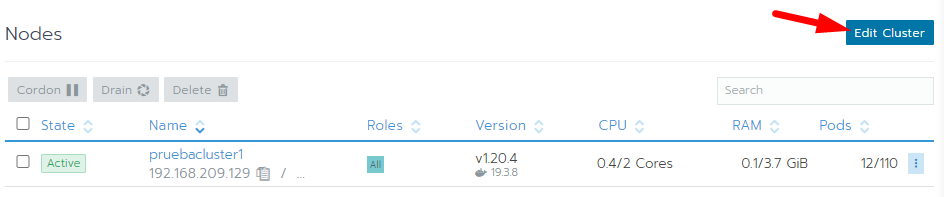 Nodes
Edit Cluster
Cordon Drain Delete
Search
State Name Roles Version CPU RAM Pods
Active pruebacluster1 All v1.20.4 0.4/2 Cores 0.1/3.7 GiB 12/110
192.168.209.129 / ... 19.3.8